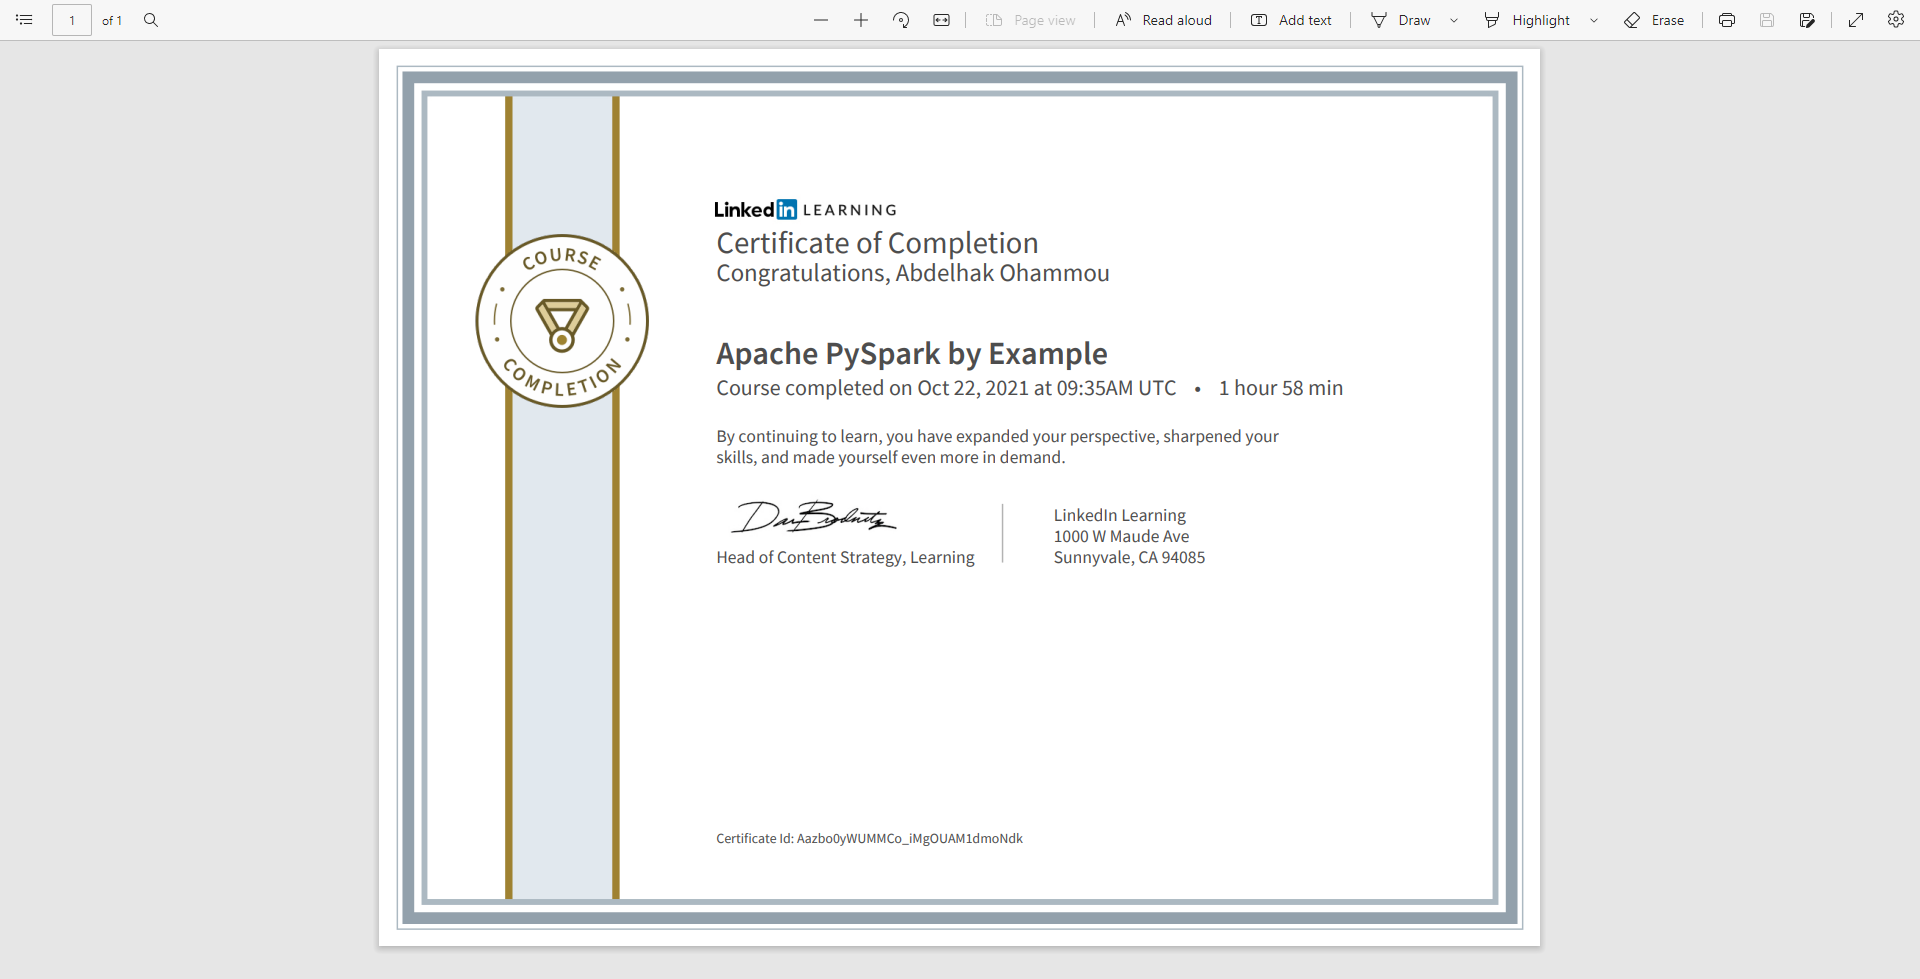 1 of 1 Page view Read aloud Add text Draw Highlight Erase
Linkedin LEARNING
Certificate of Completion
Congratulations, Abdelhak Ohammou
COURSE
COMPLETION
Apache PySpark by Example
Course completed on Oct 22, 2021 at 09:35AM UTC • 1 hour 58 min
By continuing to learn, you have expanded your perspective, sharpened your
skills, and made yourself even more in demand.
Head of Content Strategy, Learning
LinkedIn Learning
1000 W Maude Ave
Sunnyvale, CA 94085
Certificate Id: Aazbo0yWUMMCo_iMgOUAM1dmoNdk